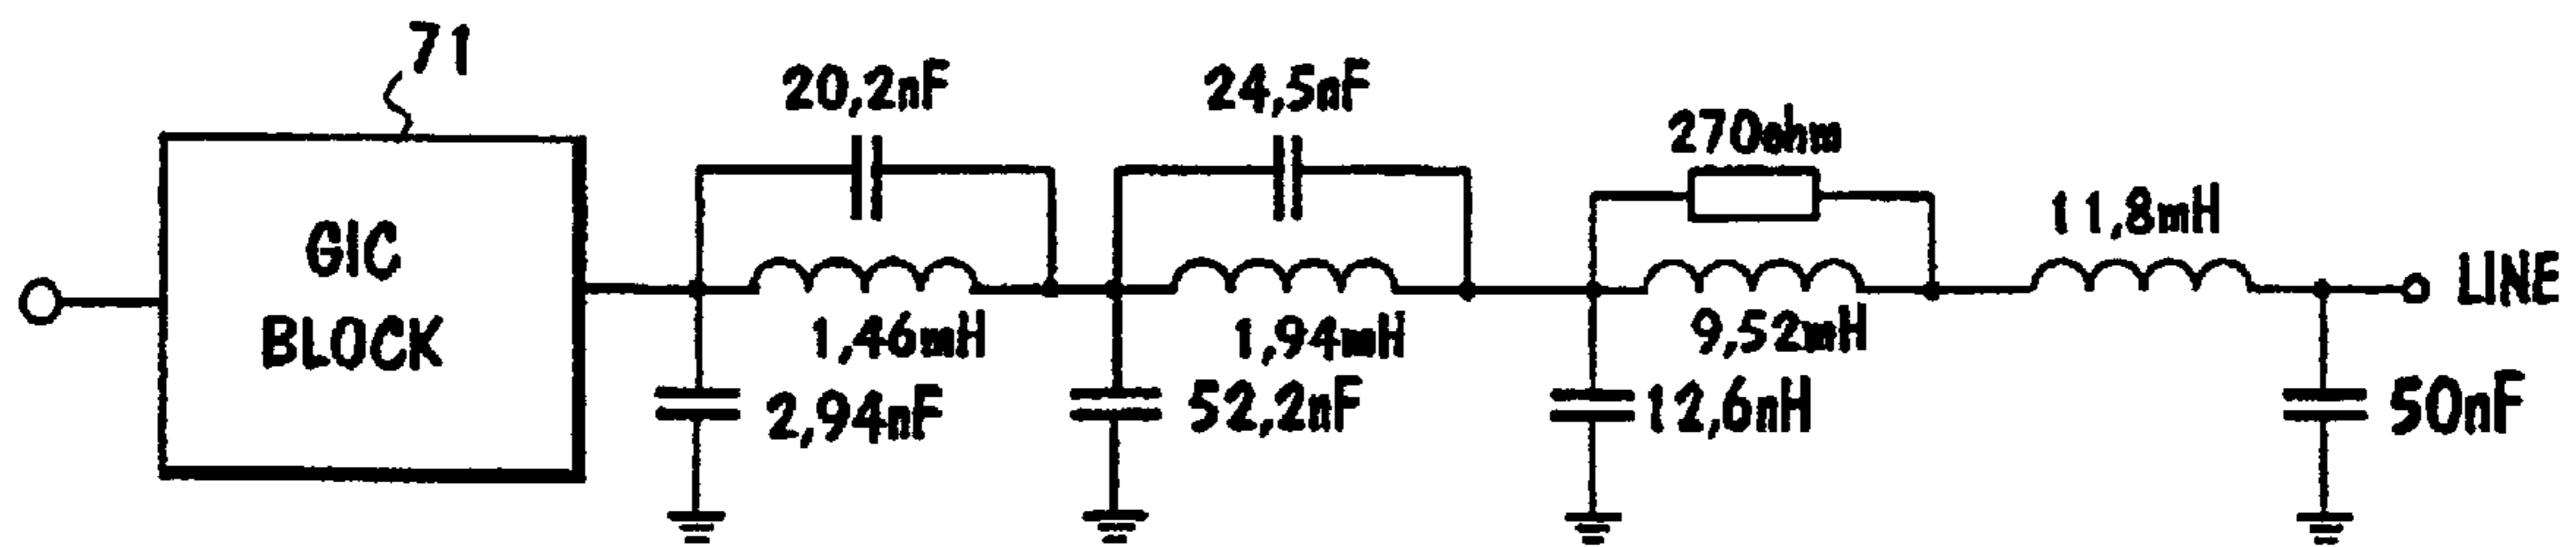 71
GIC
BLOCK
20,2nF
1,46mH
2,94nF
24,5nF
1,94mH
52,2nF
270ohm
9,52mH
12,6nH
11,8mH
LINE
50nF